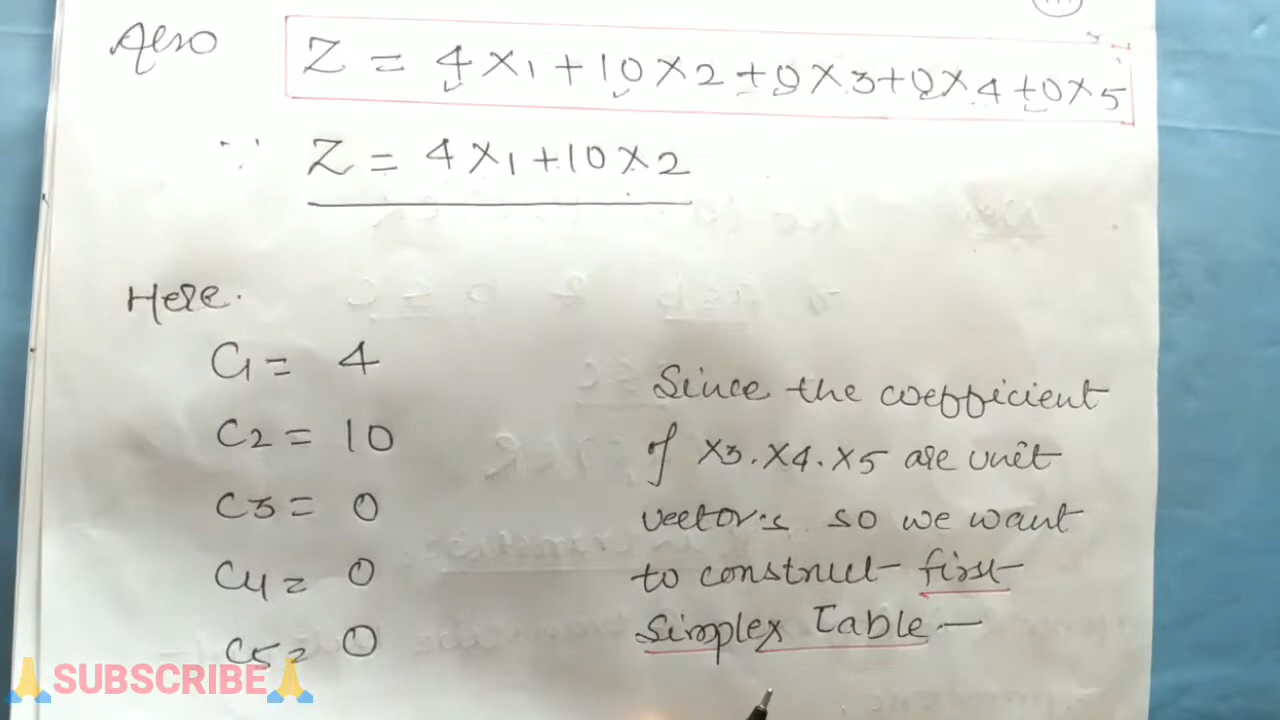 Also Z = 4x1+10x2+0x3+0x4+0x5
∵ Z = 4x1+10x2
Here.
C1= 4
C2= 10
C3= 0
C4= 0
C5= 0
Since the coefficient
of x3.x4.x5 are unit
vectors so we want
to construct first
Simplex Table.—
🙏SUBSCRIBE🙏